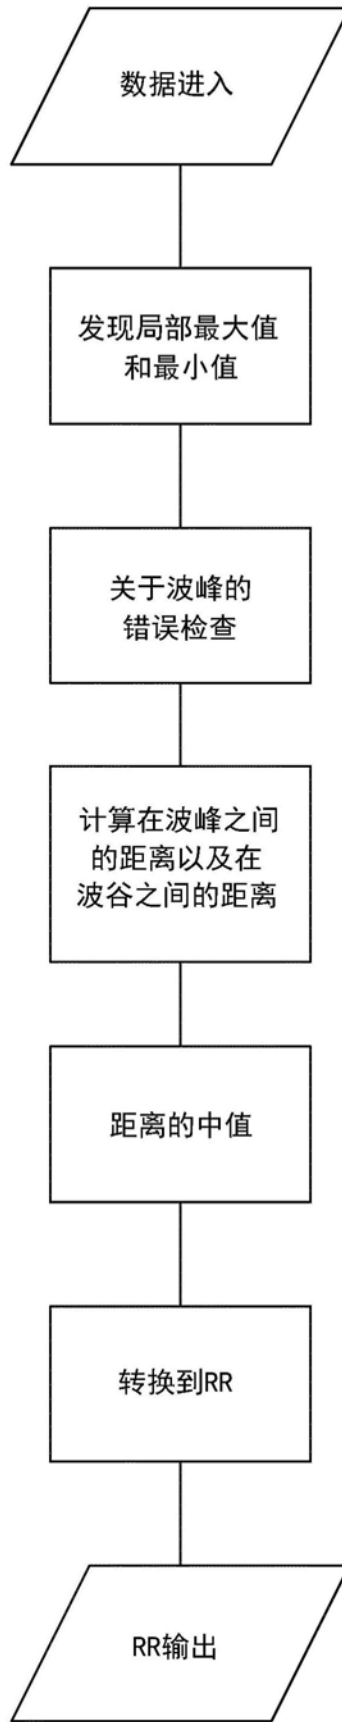 数据进入
发现局部最大值
和最小值
关于波峰的
错误检查
计算在波峰之间
的距离以及在
波谷之间的距离
距离的中值
转换到RR
RR输出